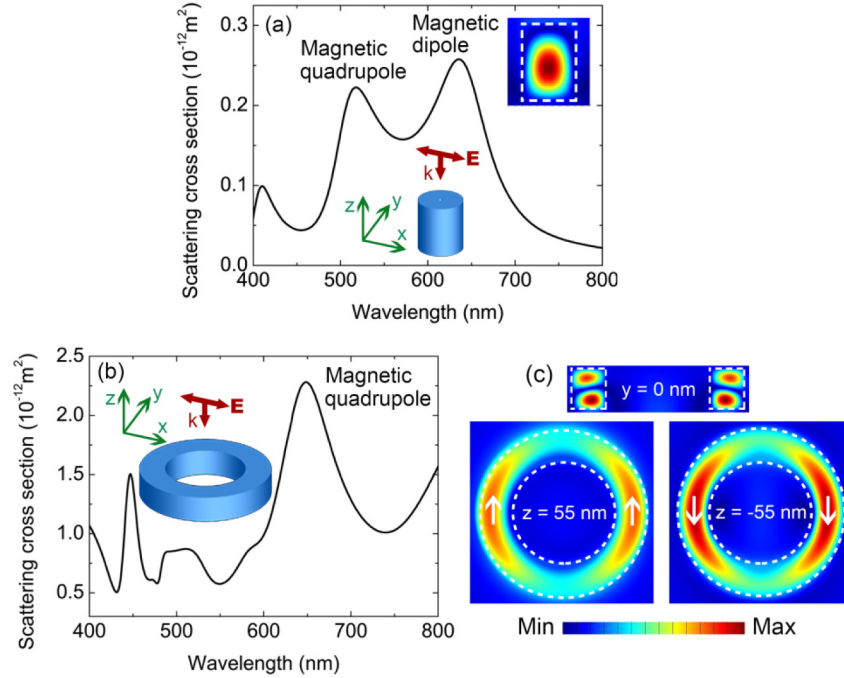 (a)
Magnetic
quadrupole
Magnetic
dipole
Scattering cross section (10⁻¹²m²)
0.3
0.2
0.1
0.0
E
k
z
y
x
400
500
600
700
800
Wavelength (nm)
(b)
Magnetic
quadrupole
Scattering cross section (10⁻¹²m²)
2.5
2.0
1.5
1.0
0.5
E
k
z
y
x
400
500
600
700
800
Wavelength (nm)
(c)
y = 0 nm
z = 55 nm
z = -55 nm
Min
Max